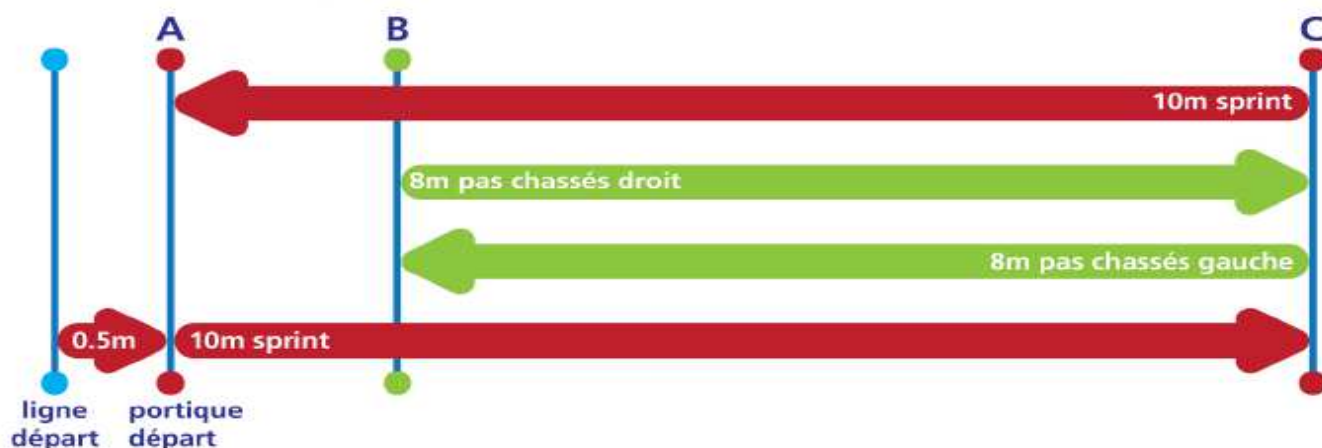 A B C
10m sprint
8m pas chassés droit
8m pas chassés gauche
0.5m 10m sprint
ligne portique
départ départ